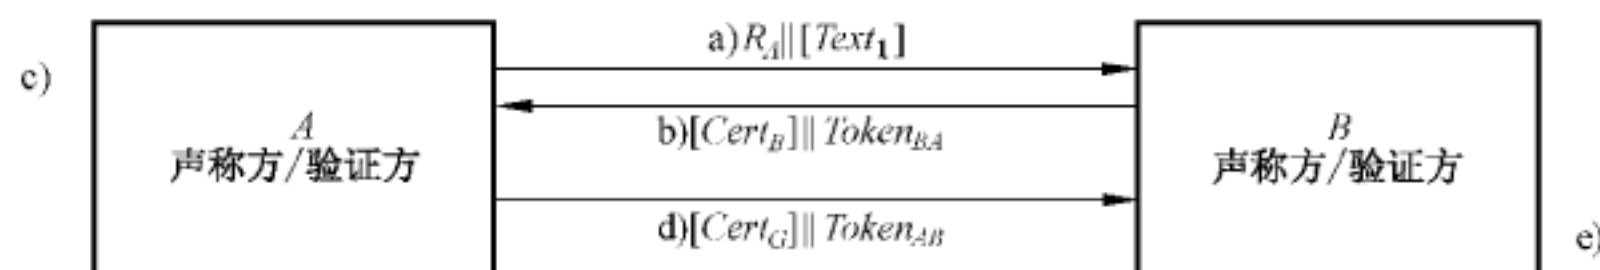 a)R_A||[Text_1]
c)
b)[Cert_B]||Token_BA
A
声称方/验证方
B
声称方/验证方
d)[Cert_G]||Token_AB
e)